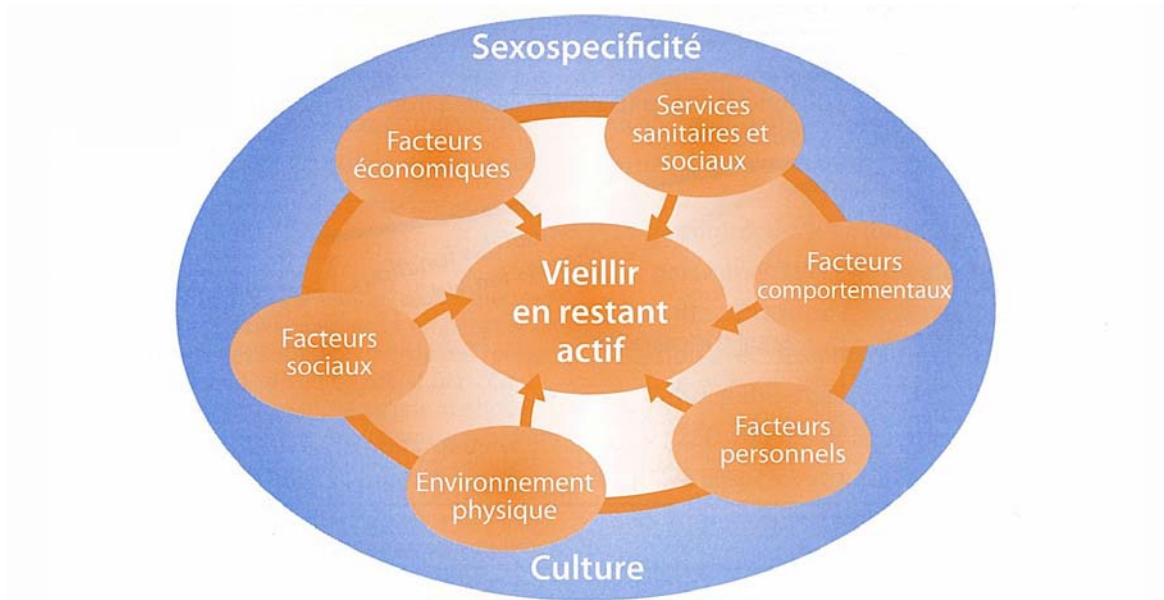 Sexospecificité
Facteurs
économiques
Services
sanitaires et
sociaux
Facteurs
comportementaux
Vieillir
en restant
actif
Facteurs
sociaux
Facteurs
personnels
Environnement
physique
Culture